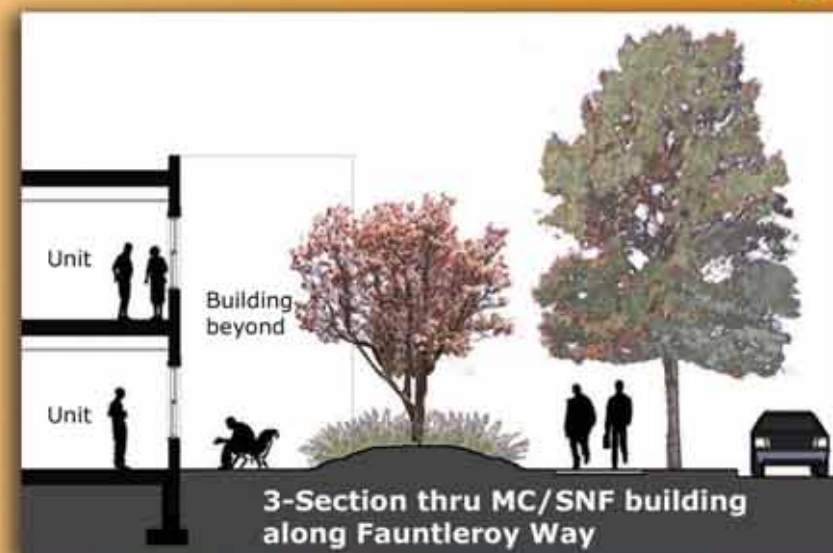 Unit
Building
beyond
Unit
3-Section thru MC/SNF building
along Fauntleroy Way